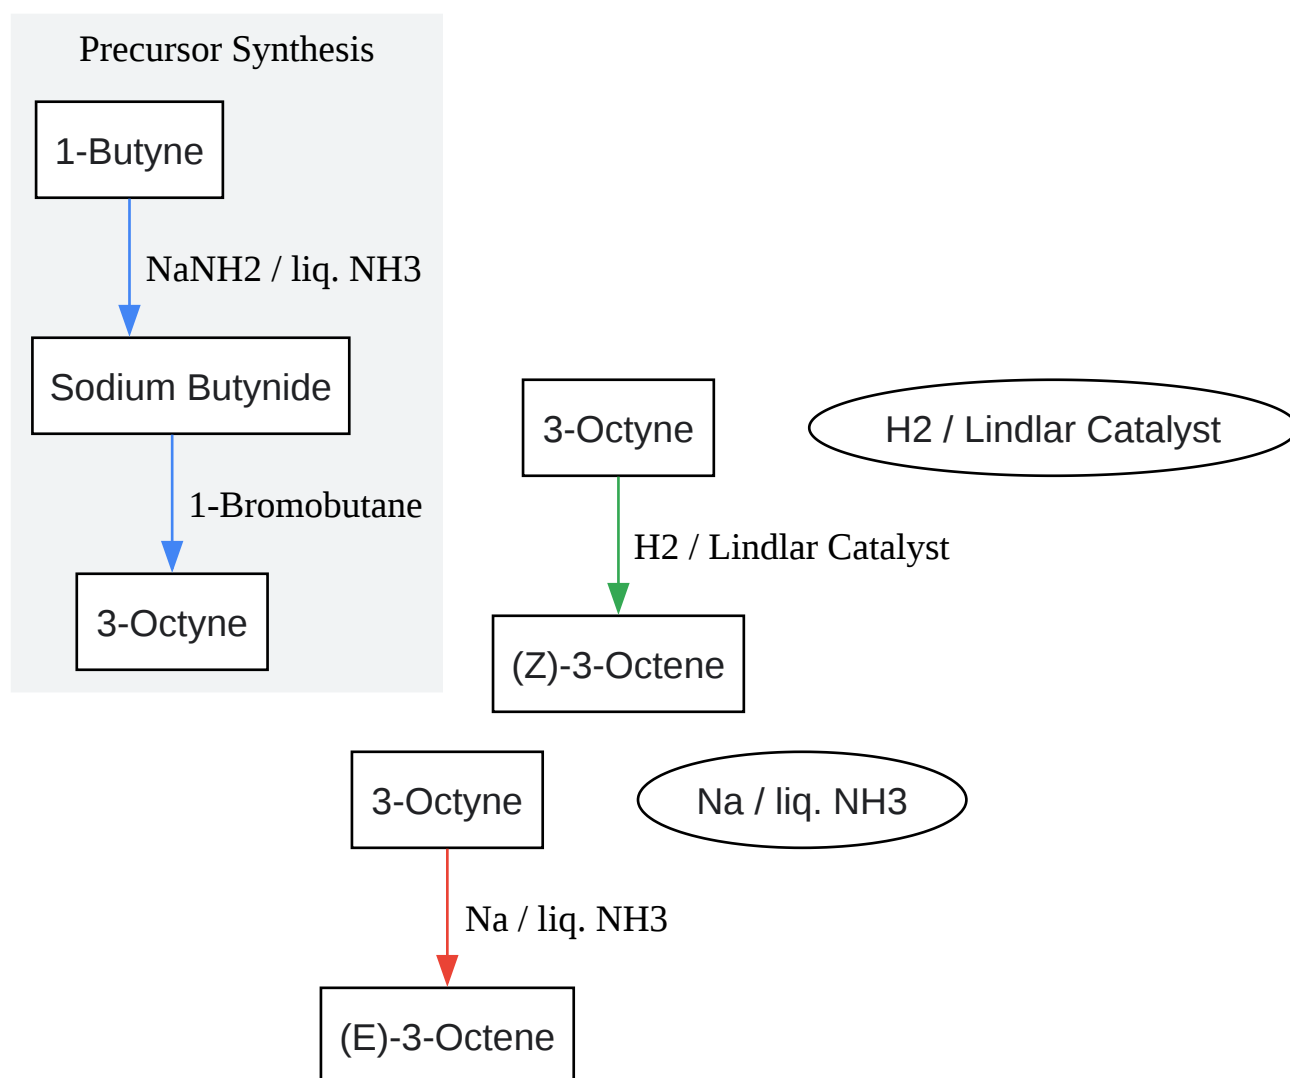 Precursor Synthesis
1-Butyne
NaNH2 / liq. NH3
Sodium Butynide
1-Bromobutane
3-Octyne
3-Octyne
H2 / Lindlar Catalyst
H2 / Lindlar Catalyst
(Z)-3-Octene
3-Octyne
Na / liq. NH3
Na / liq. NH3
(E)-3-Octene